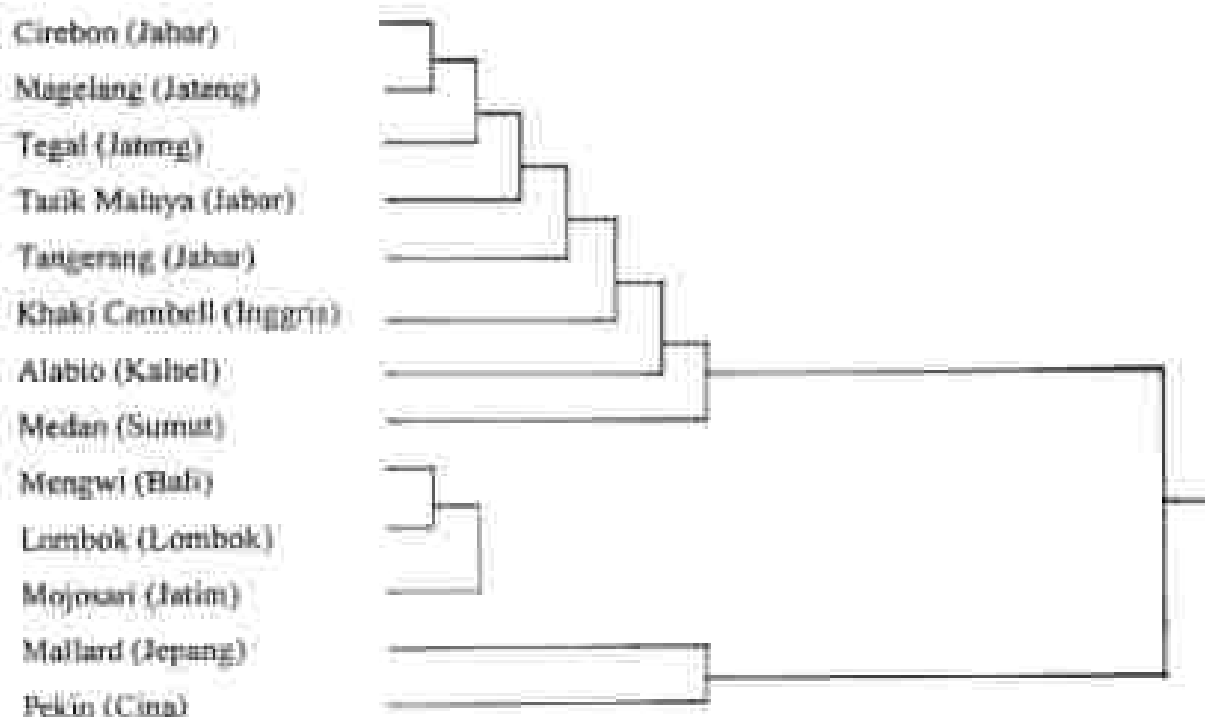 Cirebon (Jabar)
Magelang (Jateng)
Tegal (Jateng)
Tasik Malaya (Jabar)
Tangerang (Jabar)
Khaki Cambell (Inggris)
Alabio (Kalsel)
Medan (Sumut)
Mengwi (Bali)
Lombok (Lombok)
Mojosari (Jatim)
Mallard (Jepang)
Pekin (Cina)